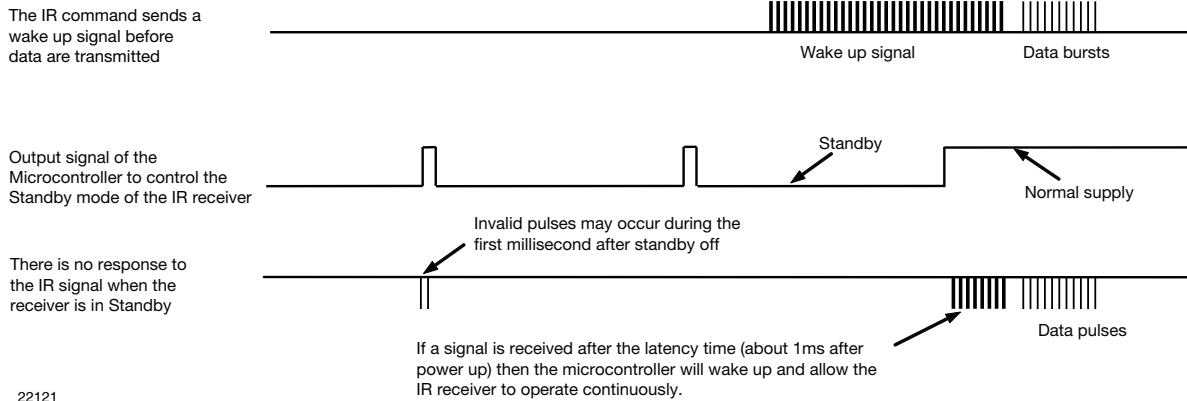 The IR command sends a
wake up signal before
data are transmitted
Wake up signal
Data bursts
Output signal of the
Microcontroller to control the
Standby mode of the IR receiver
Standby
Normal supply
Invalid pulses may occur during the
first millisecond after standby off
There is no response to
the IR signal when the
receiver is in Standby
Data pulses
If a signal is received after the latency time (about 1ms after
power up) then the microcontroller will wake up and allow the
IR receiver to operate continuously.
22121